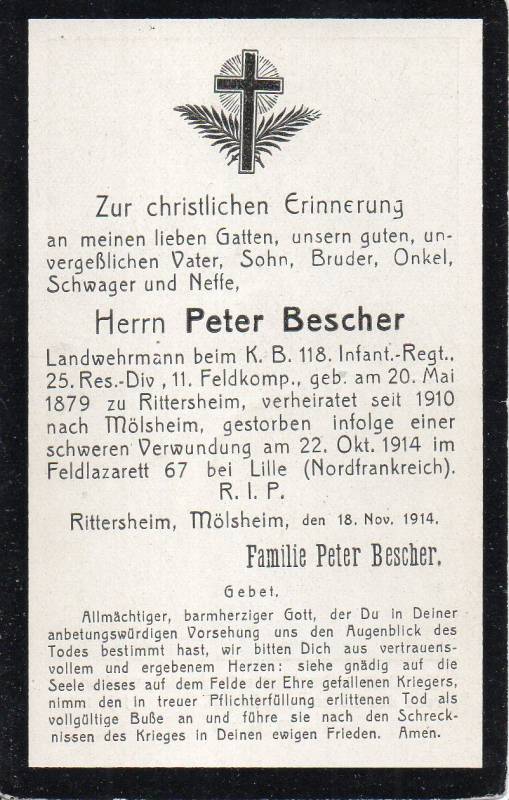 Zur christlichen Erinnerung
an meinen lieben Gatten, unsern guten, un-
vergeßlichen Vater, Sohn, Bruder, Onkel,
Schwager und Neffe,
Herrn Peter Bescher
Landwehrmann beim K. B. 118. Infant.-Regt.,
25. Res.-Div, 11. Feldkomp., geb. am 20. Mai
1879 zu Rittersheim, verheiratet seit 1910
nach Mölsheim, gestorben infolge einer
schweren Verwundung am 22. Okt. 1914 im
Feldlazarett 67 bei Lille (Nordfrankreich).
R. I. P.
Rittersheim, Mölsheim, den 18. Nov. 1914.
Familie Peter Bescher.
Gebet.
Allmächtiger, barmherziger Gott, der Du in Deiner
anbetungswürdigen Vorsehung uns den Augenblick des
Todes bestimmt hast, wir bitten Dich aus vertrauens-
vollem und ergebenem Herzen: siehe gnädig auf die
Seele dieses auf dem Felde der Ehre gefallenen Kriegers,
nimm den in treuer Pflichterfüllung erlittenen Tod als
vollgültige Buße an und führe sie nach den Schreck-
nissen des Krieges in Deinen ewigen Frieden. Amen.